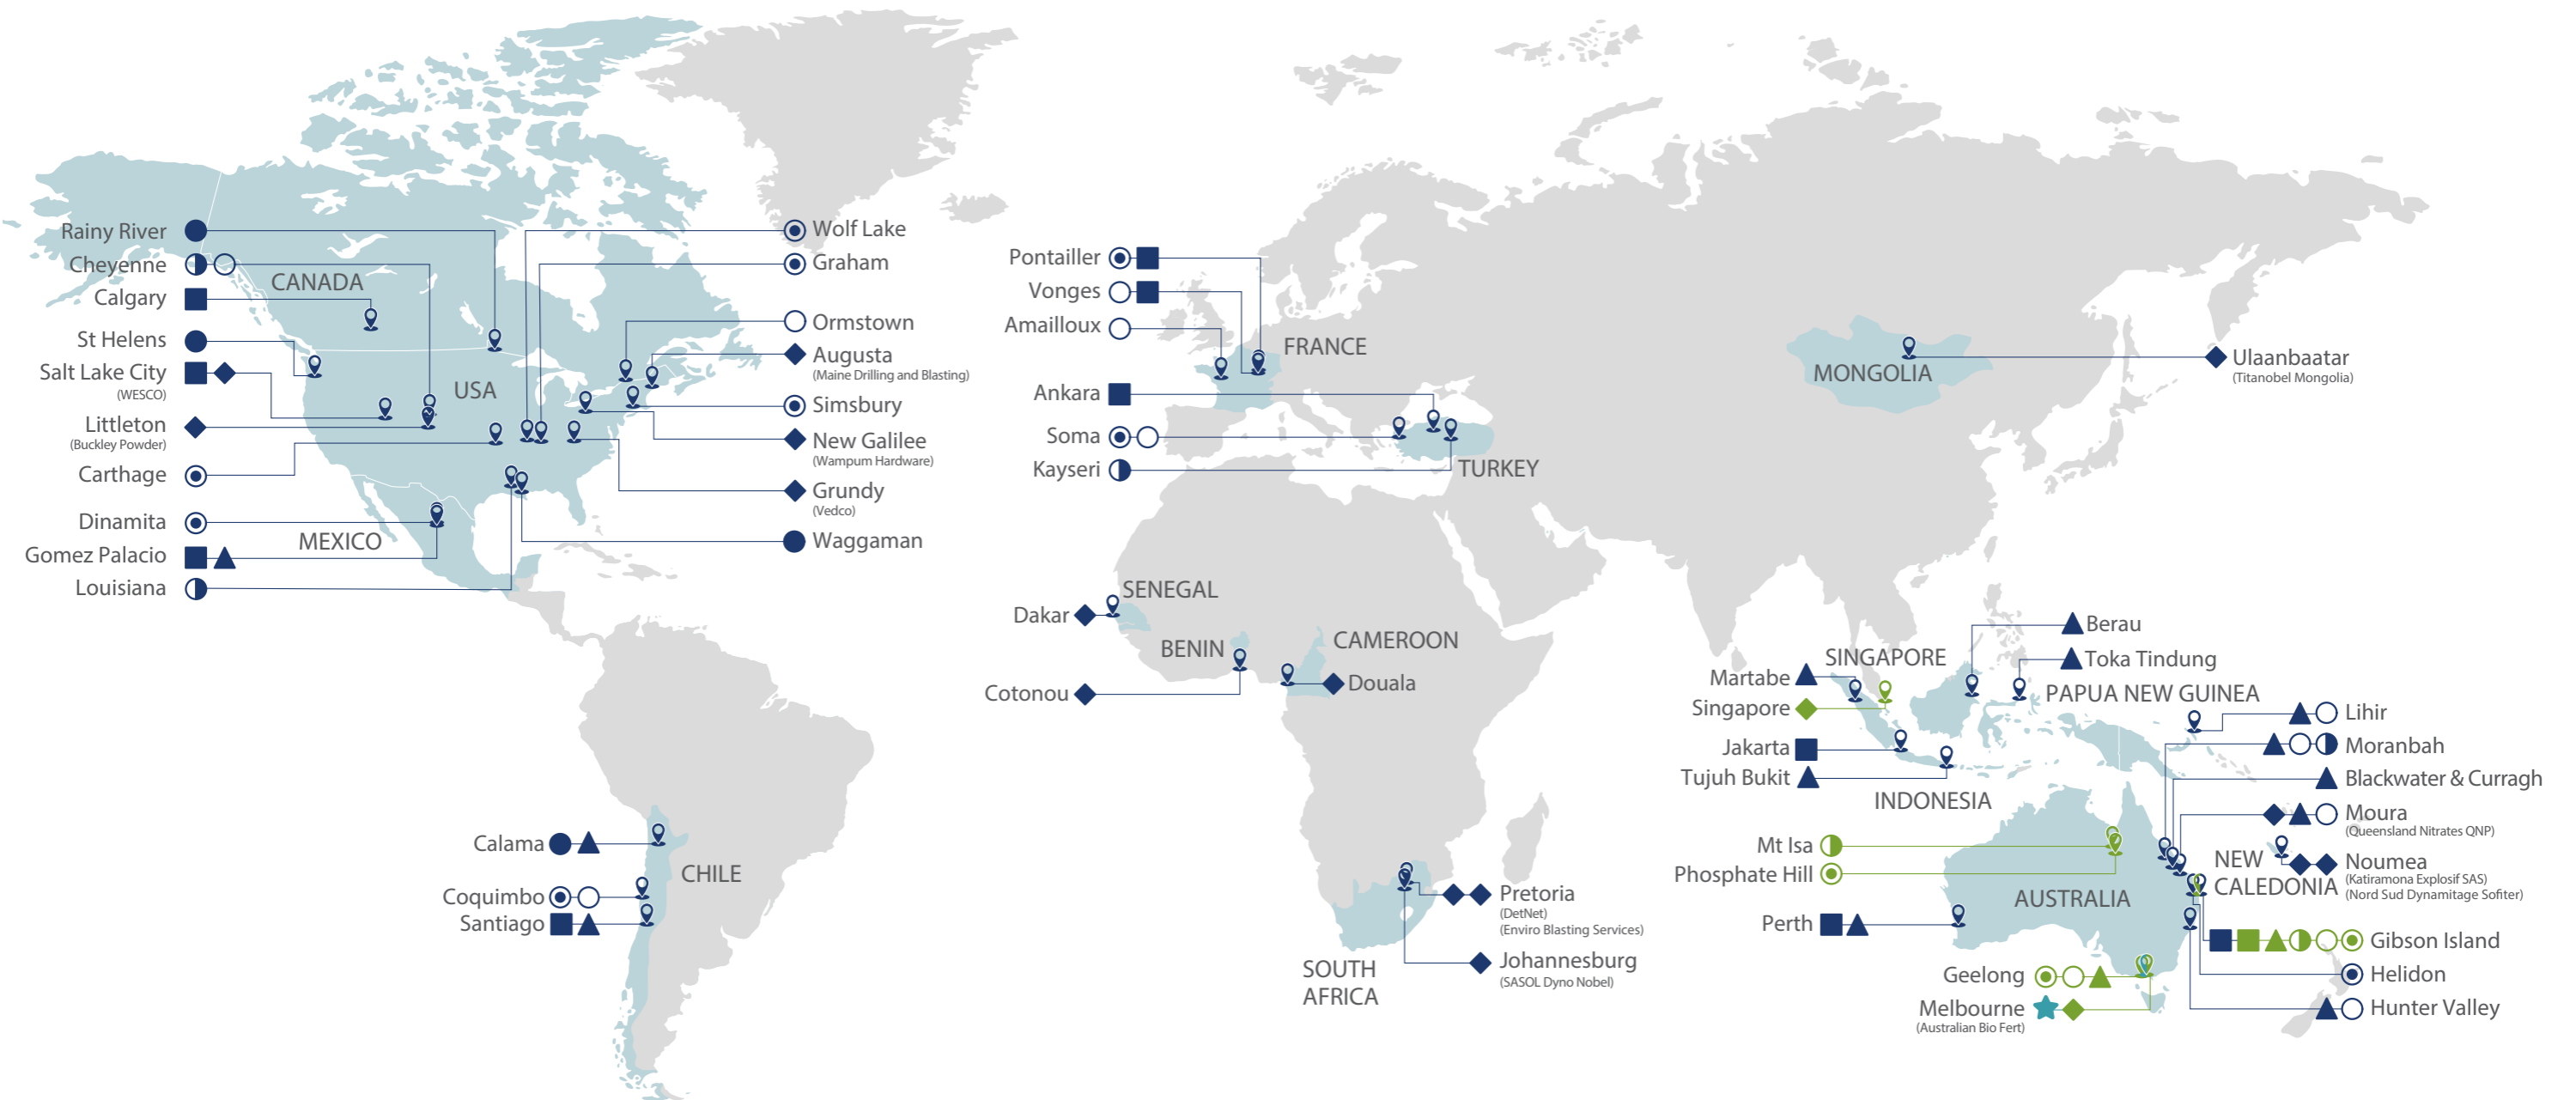 Rainy River
Cheyenne
CANADA
Calgary
St Helens
Salt Lake City
(WESCO)
USA
Littleton
(Buckley Powder)
Carthage
Dinamita
MEXICO
Gomez Palacio
Louisiana
Wolf Lake
Graham
Ormstown
Augusta
(Maine Drilling and Blasting)
Simsbury
New Galilee
(Wampum Hardware)
Grundy
(Vedco)
Waggaman
Calama
CHILE
Coquimbo
Santiago
Pontailler
Vonges
Amailloux
FRANCE
Ankara
Soma
Kayseri
TURKEY
SENEGAL
Dakar
BENIN
CAMEROON
Douala
Cotonou
Pretoria
(DetNet)
(Enviro Blasting Services)
Johannesburg
(SASOL Dyno Nobel)
SOUTH
AFRICA
MONGOLIA
Ulaanbaatar
(Titanobel Mongolia)
Berau
Toka Tindung
SINGAPORE
Martabe
Singapore
PAPUA NEW GUINEA
Jakarta
Tujuh Bukit
INDONESIA
Lihir
Moranbah
Blackwater & Curragh
Moura
(Queensland Nitrates QNP)
NEW
CALEDONIA
Noumea
(Katiramona Explosif SAS)
(Nord Sud Dynamitage Sofiter)
Mt Isa
Phosphate Hill
AUSTRALIA
Perth
Geelong
Melbourne
(Australian Bio Fert)
Gibson Island
Helidon
Hunter Valley